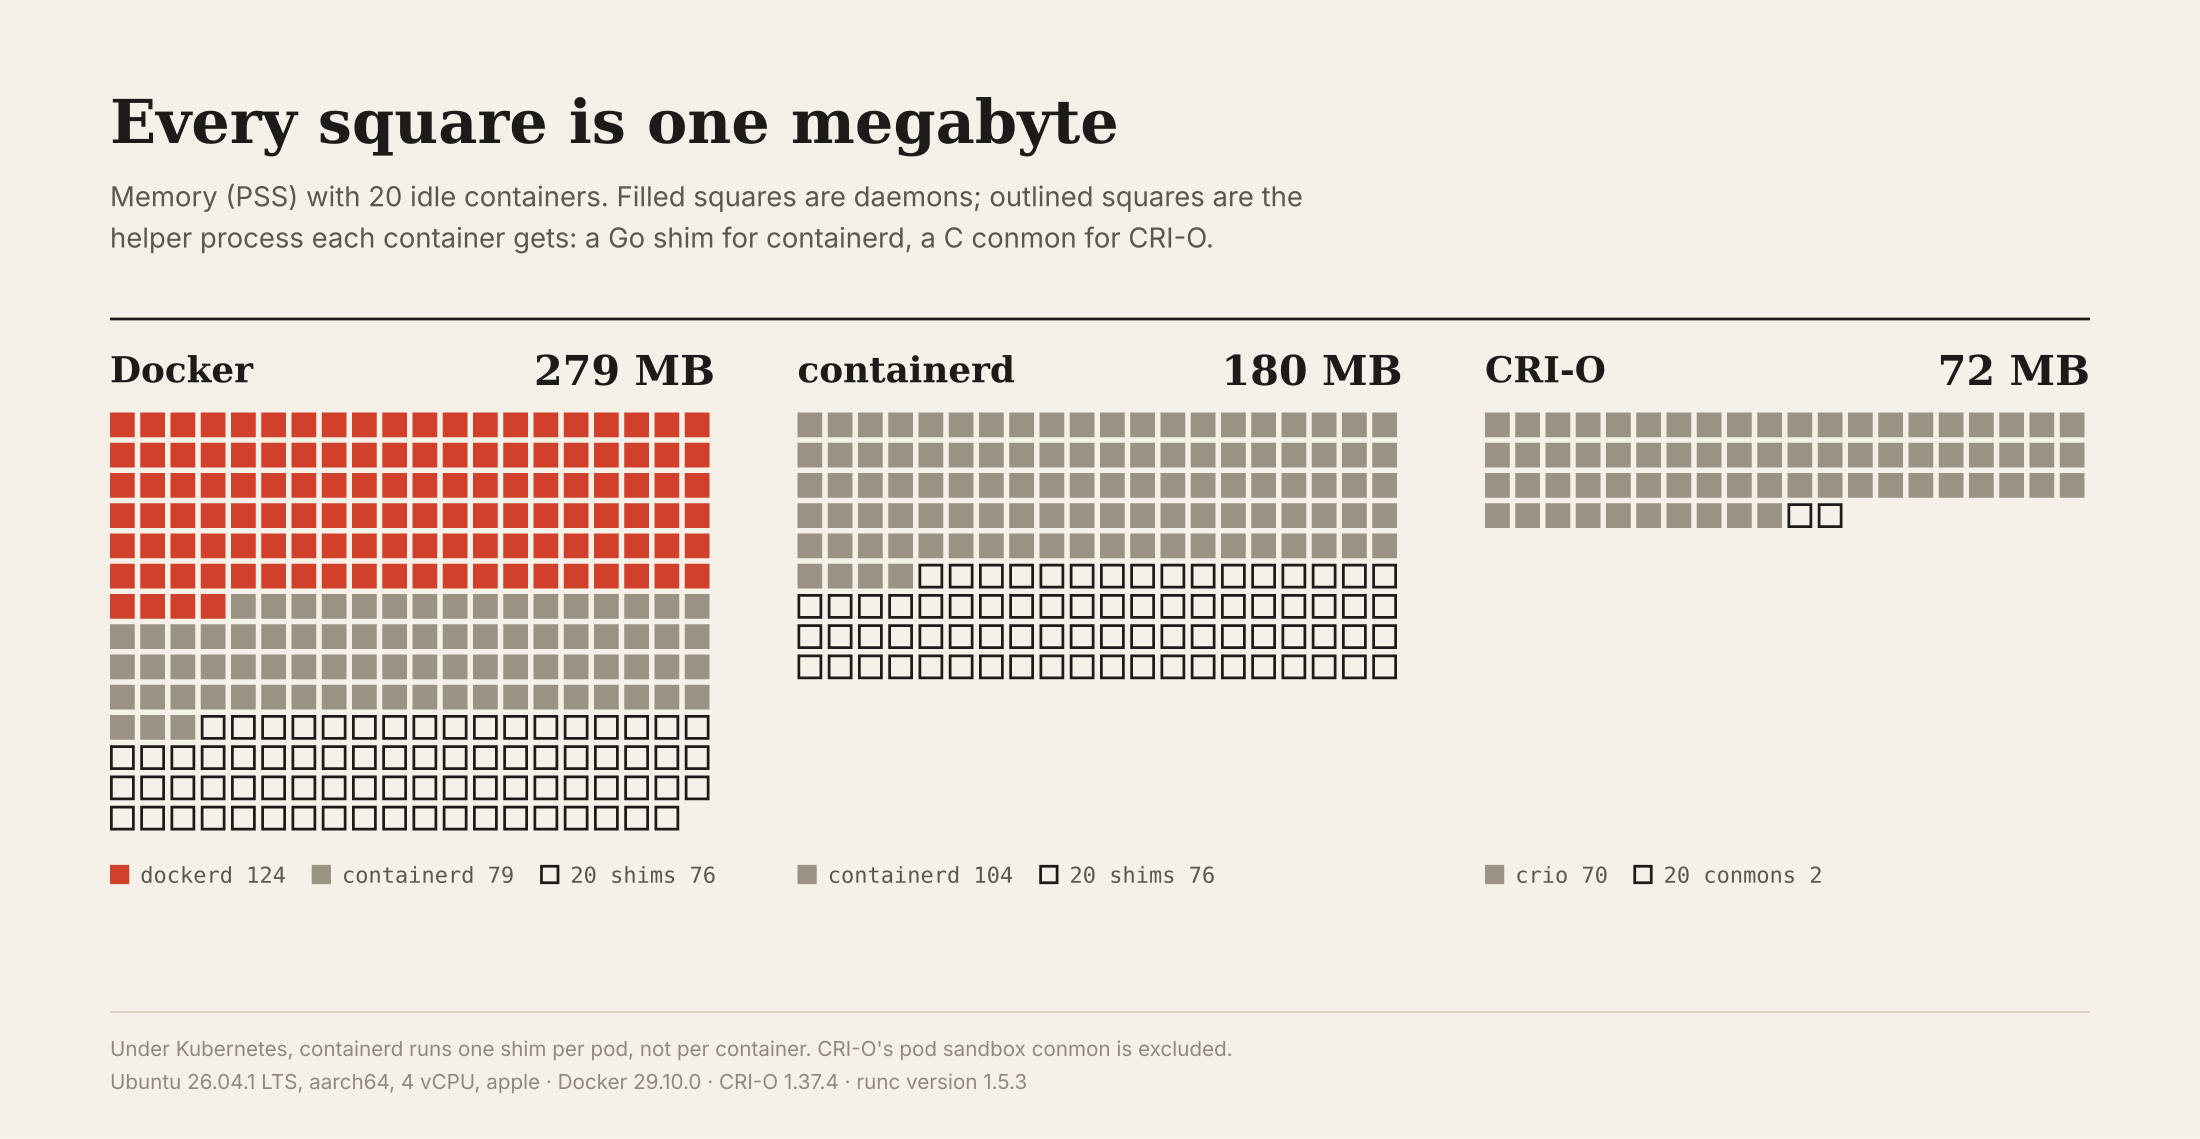 Every square is one megabyte
Memory (PSS) with 20 idle containers. Filled squares are daemons; outlined squares are the
helper process each container gets: a Go shim for containerd, a C conmon for CRI-O.
Docker 279 MB
containerd 180 MB
CRI-O 72 MB
dockerd 124 containerd 79 20 shims 76
containerd 104 20 shims 76
crio 70 20 conmons 2
Under Kubernetes, containerd runs one shim per pod, not per container. CRI-O's pod sandbox conmon is excluded.
Ubuntu 26.04.1 LTS, aarch64, 4 vCPU, apple · Docker 29.10.0 · CRI-O 1.37.4 · runc version 1.5.3